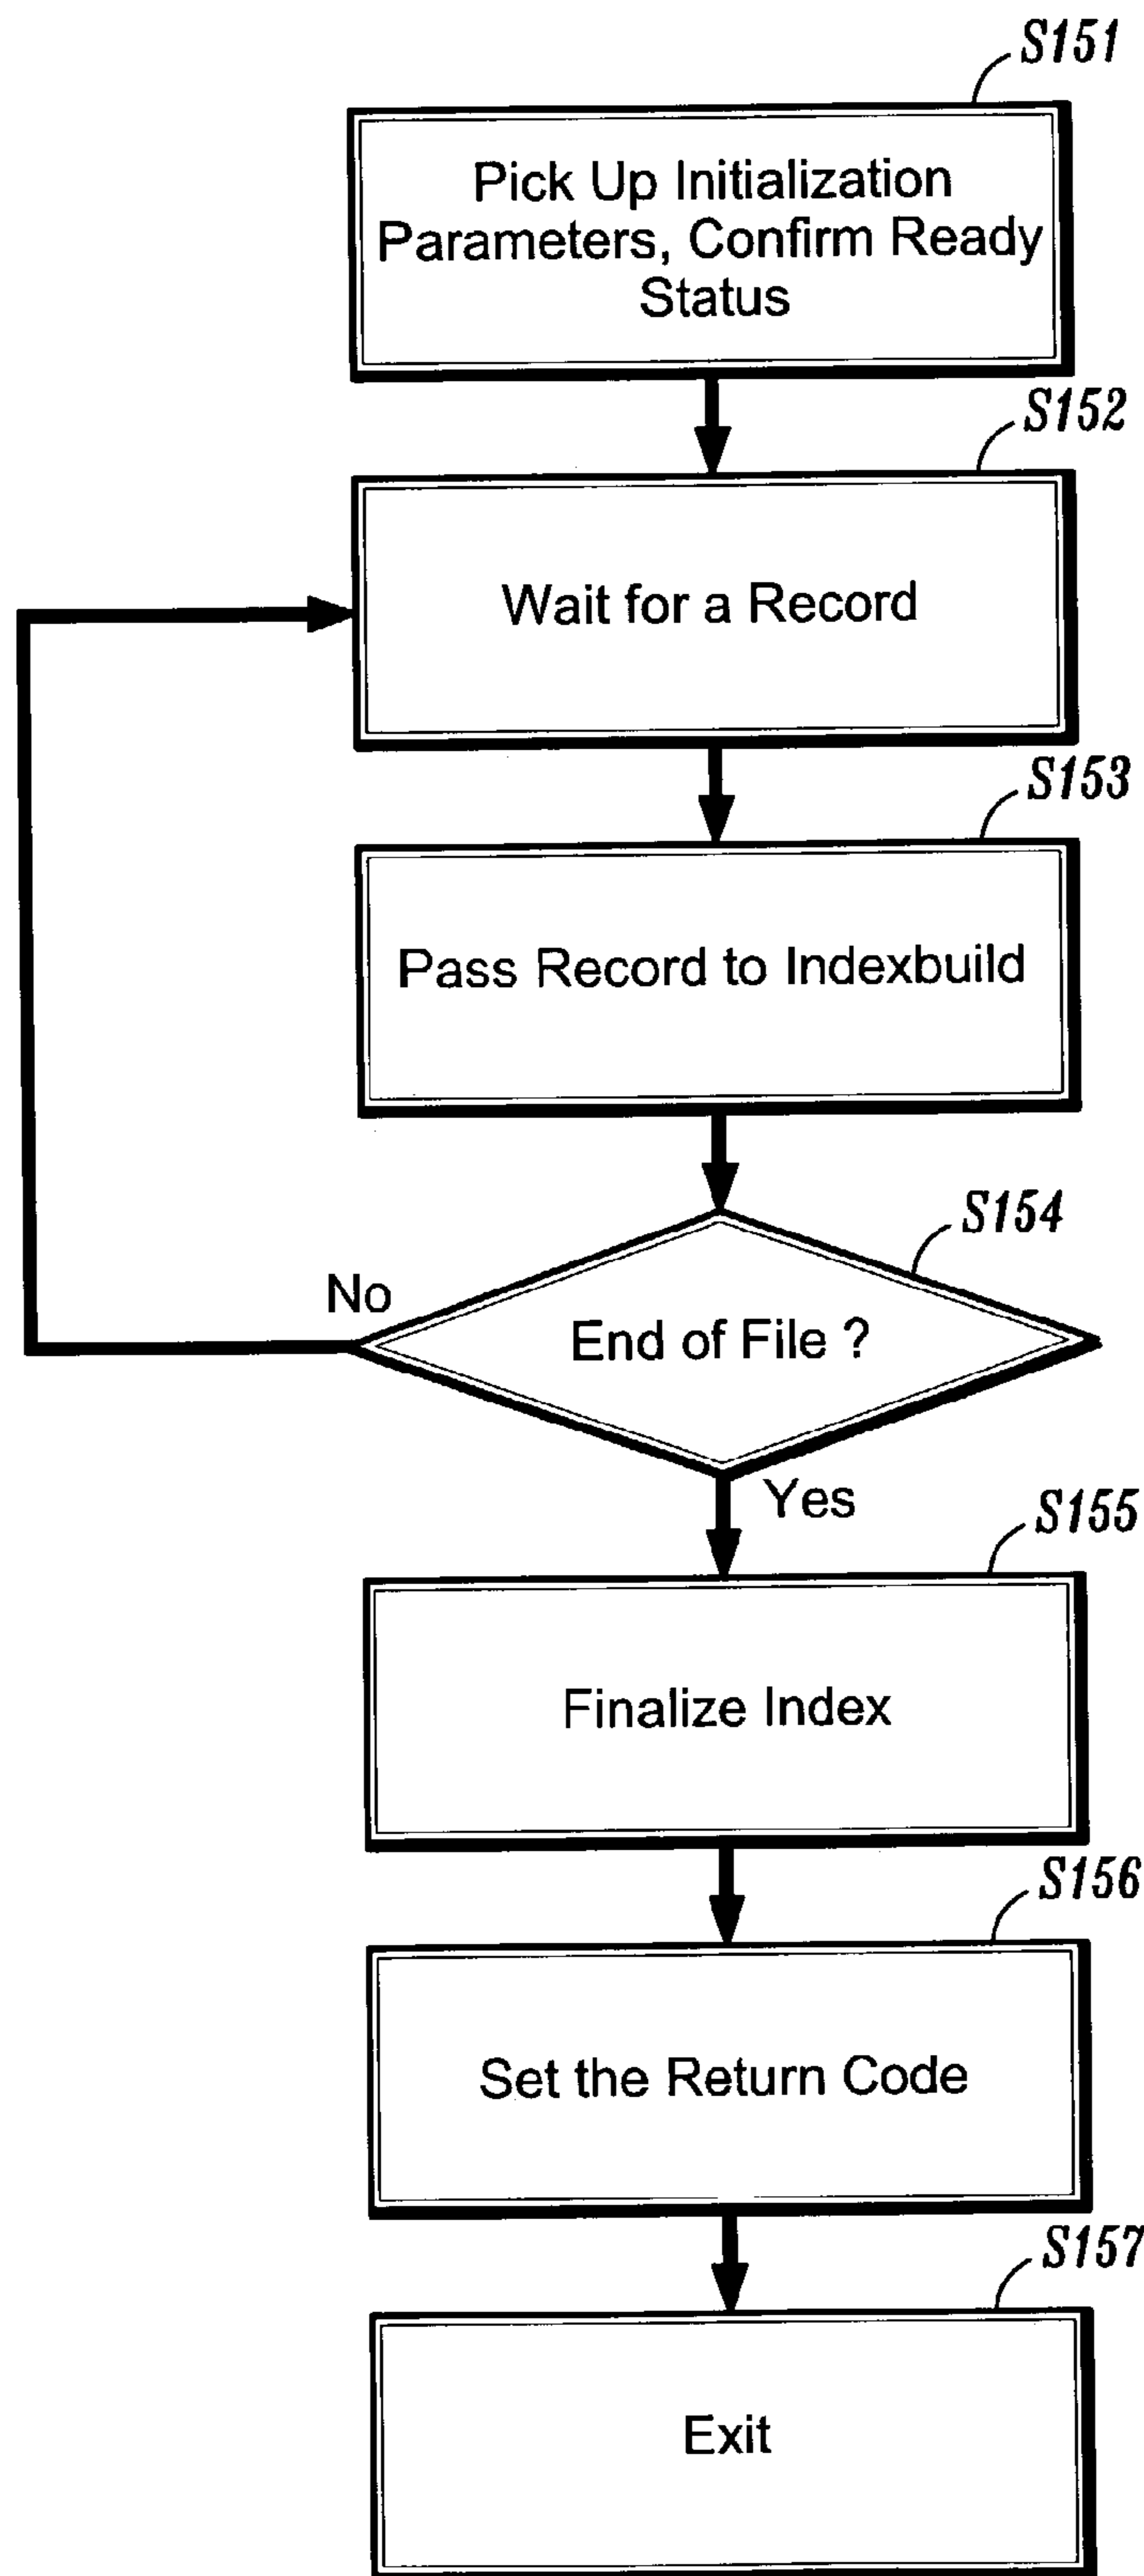 S151
Pick Up Initialization
Parameters, Confirm Ready
Status
S152
Wait for a Record
S153
Pass Record to Indexbuild
S154
No
End of File ?
Yes
S155
Finalize Index
S156
Set the Return Code
S157
Exit